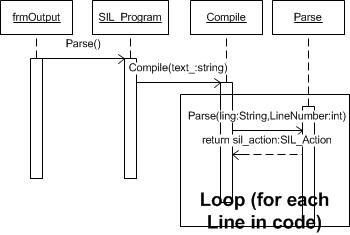 frmOutput
SIL_Program
Compile
Parse
Parse()
Compile(text_:string)
Parse(ling:String,LineNumber:int)
return sil_action:SIL_Action
Loop (for each
Line in code)